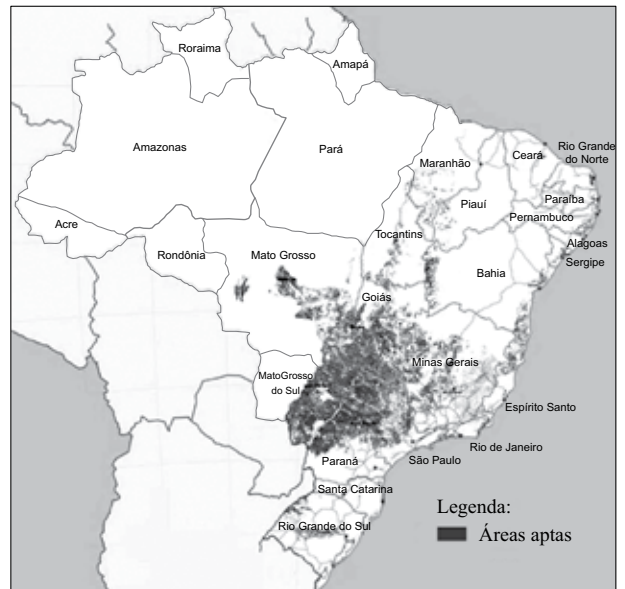 Roraima
Amapá
Amazonas
Pará
Maranhão
Ceará
Rio Grande
do Norte
Piauí
Paraíba
Pernambuco
Acre
Rondônia
Mato Grosso
Tocantins
Alagoas
Sergipe
Bahia
Goiás
MatoGrosso
do Sul
Minas Gerais
Espírito Santo
Rio de Janeiro
São Paulo
Paraná
Santa Catarina
Rio Grande do Sul
Legenda:
Áreas aptas